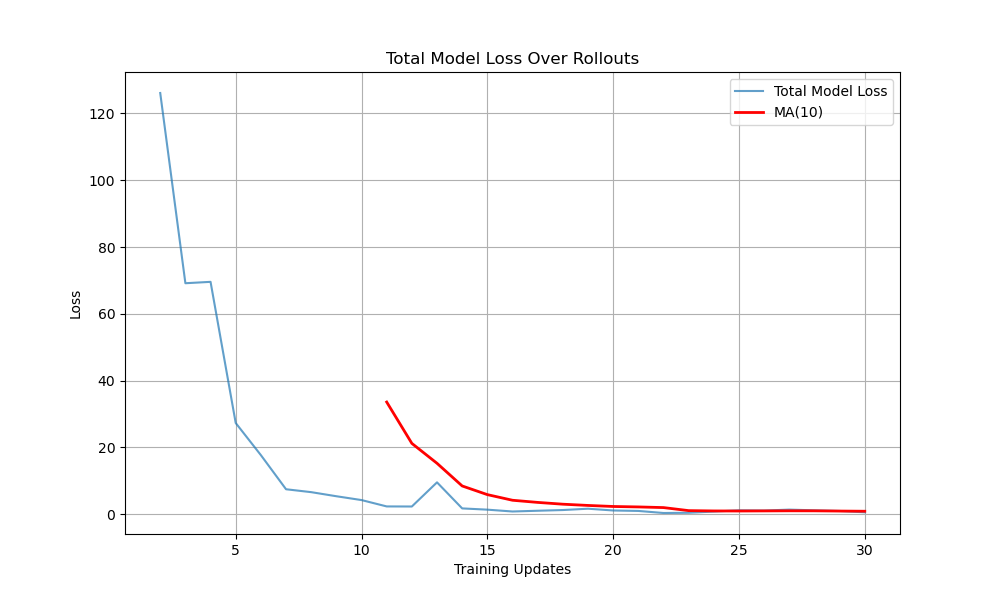 Total Model Loss Over Rollouts
Total Model Loss
MA(10)
Loss
120
100
80
60
40
20
0
5 10 15 20 25 30
Training Updates